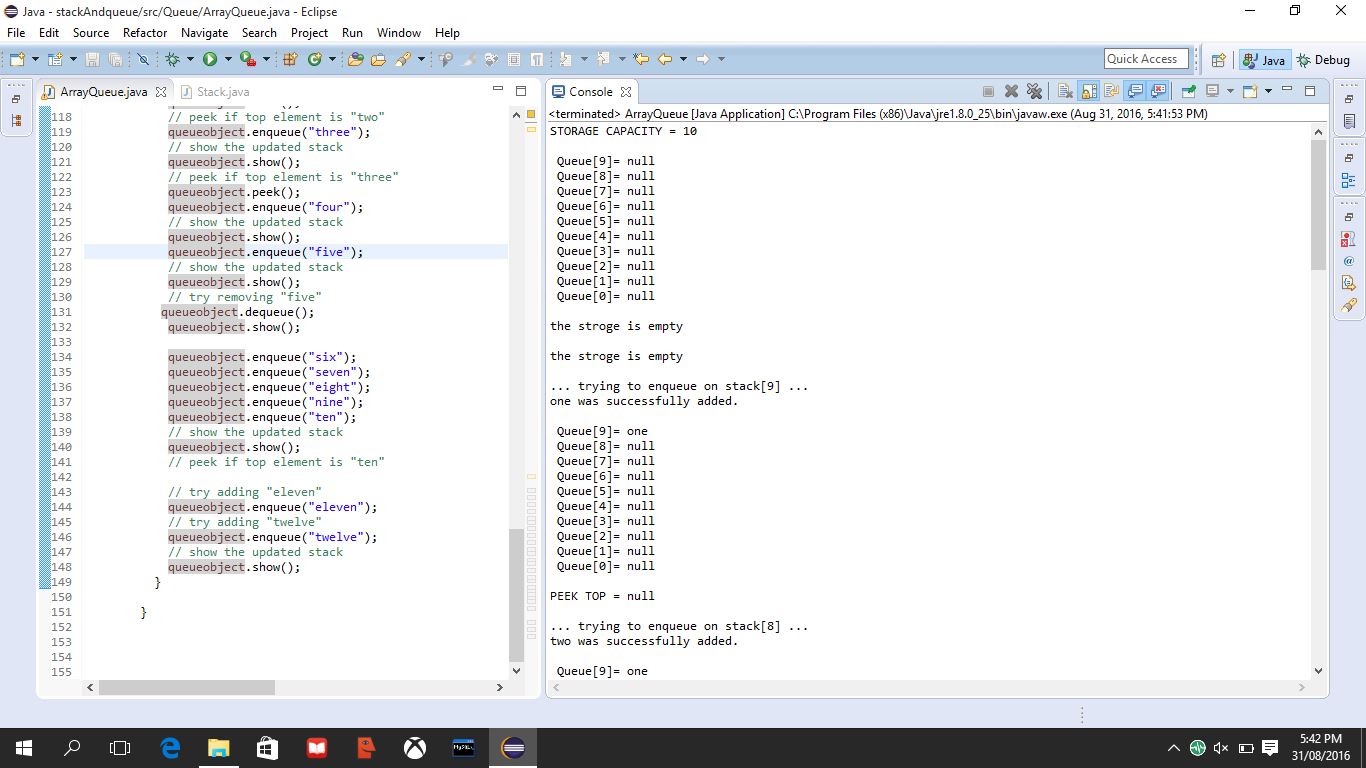 Java - stackAndqueue/src/Queue/ArrayQueue.java - Eclipse
File Edit Source Refactor Navigate Search Project Run Window Help
Quick Access
Java
Debug
ArrayQueue.java
Stack.java
118 // peek if top element is "two"
119 queueobject.enqueue("three");
120 // show the updated stack
121 queueobject.show();
122 // peek if top element is "three"
123 queueobject.peek();
124 queueobject.enqueue("four");
125 // show the updated stack
126 queueobject.show();
127 queueobject.enqueue("five");
128 // show the updated stack
129 queueobject.show();
130 // try removing "five"
131 queueobject.dequeue();
132 queueobject.show();
133
134 queueobject.enqueue("six");
135 queueobject.enqueue("seven");
136 queueobject.enqueue("eight");
137 queueobject.enqueue("nine");
138 queueobject.enqueue("ten");
139 // show the updated stack
140 queueobject.show();
141 // peek if top element is "ten"
142
143 // try adding "eleven"
144 queueobject.enqueue("eleven");
145 // try adding "twelve"
146 queueobject.enqueue("twelve");
147 // show the updated stack
148 queueobject.show();
149 }
150
151 }
152
153
154
155
Console
<terminated> ArrayQueue [Java Application] C:\Program Files (x86)\Java\jre1.8.0_25\bin\javaw.exe (Aug 31, 2016, 5:41:53 PM)
STORAGE CAPACITY = 10
Queue[9]= null
Queue[8]= null
Queue[7]= null
Queue[6]= null
Queue[5]= null
Queue[4]= null
Queue[3]= null
Queue[2]= null
Queue[1]= null
Queue[0]= null
the stroge is empty
the stroge is empty
... trying to enqueue on stack[9] ...
one was successfully added.
Queue[9]= one
Queue[8]= null
Queue[7]= null
Queue[6]= null
Queue[5]= null
Queue[4]= null
Queue[3]= null
Queue[2]= null
Queue[1]= null
Queue[0]= null
PEEK TOP = null
... trying to enqueue on stack[8] ...
two was successfully added.
Queue[9]= one
MySQL
5:42 PM
31/08/2016